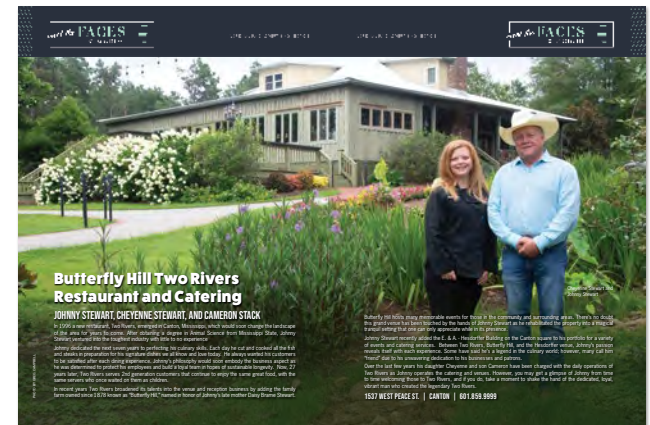 meet the FACES
meet the FACES
Butterfly Hill Two Rivers
Restaurant and Catering
JOHNNY STEWART, CHEYENNE STEWART, AND CAMERON STACK
In 1996 a new restaurant, Two Rivers, emerged in Canton, Mississippi, which would soon change the landscape
of the area for years to come. After obtaining a degree in Animal Science from Mississippi State, Johnny
Stewart ventured into the toughest industry with little to no experience!
Johnny dedicated the next seven years to perfecting his culinary skills. Each day he cut and cooked all the fish
and steaks in preparation for his signature dishes we all know and love today. He always wanted his customers
to be satisfied after each dining experience. Johnny's philosophy would soon embody the business aspect as
he was determined to protect his employees and build a loyal team in hopes of sustainable longevity. Now, 27
years later, Two Rivers serves 2nd generation customers that continue to enjoy the same great food, with the
same servers who once waited on them as children.
In recent years Two Rivers broadened its talents into the venue and reception business by adding the family
farm owned since 1878 known as "Butterfly Hill," named in honor of Johnny's late mother Daisy Brame Stewart.
Cheyenne Stewart and
Johnny Stewart
Butterfly Hill hosts many memorable events for those in the community and surrounding areas. There's no doubt
this grand venue has been touched by the hands of Johnny Stewart as he rehabilitated the property into a magical
tranquil setting that one can only appreciate while in its presence.
Johnny Stewart recently added the E. & A. - Hesdorffer Building on the Canton square to his portfolio for a variety
of events and catering services. Between Two Rivers, Butterfly Hill, and the Hesdorffer venue, Johnny's passion
reveals itself with each experience. Some have said he's a legend in the culinary world; however, many call him
"friend" due to his unwavering dedication to his businesses and patrons.
Over the last few years his daughter Cheyenne and son Cameron have been charged with the daily operations of
Two Rivers as Johnny operates the catering and venues. However, you may get a glimpse of Johnny from time
to time welcoming those to Two Rivers, and if you do, take a moment to shake the hand of the dedicated, loyal,
vibrant man who created the legendary Two Rivers.
1537 WEST PEACE ST. | CANTON | 601.859.9999